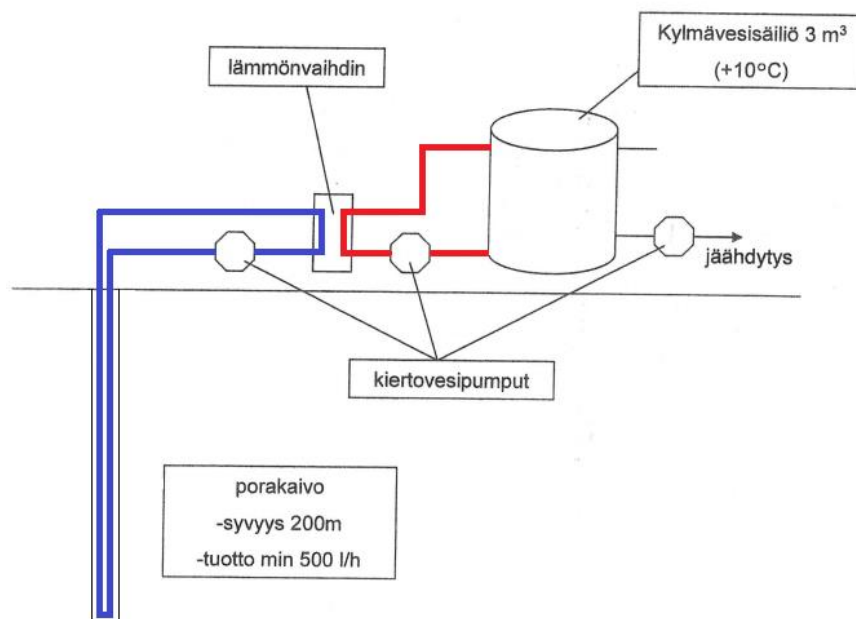 Kylmävesisäiliö 3 m³
(+10°C)
lämmönvaihdin
jäähdytys
kiertovesipumput
porakaivo
-syvyys 200m
-tuotto min 500 l/h